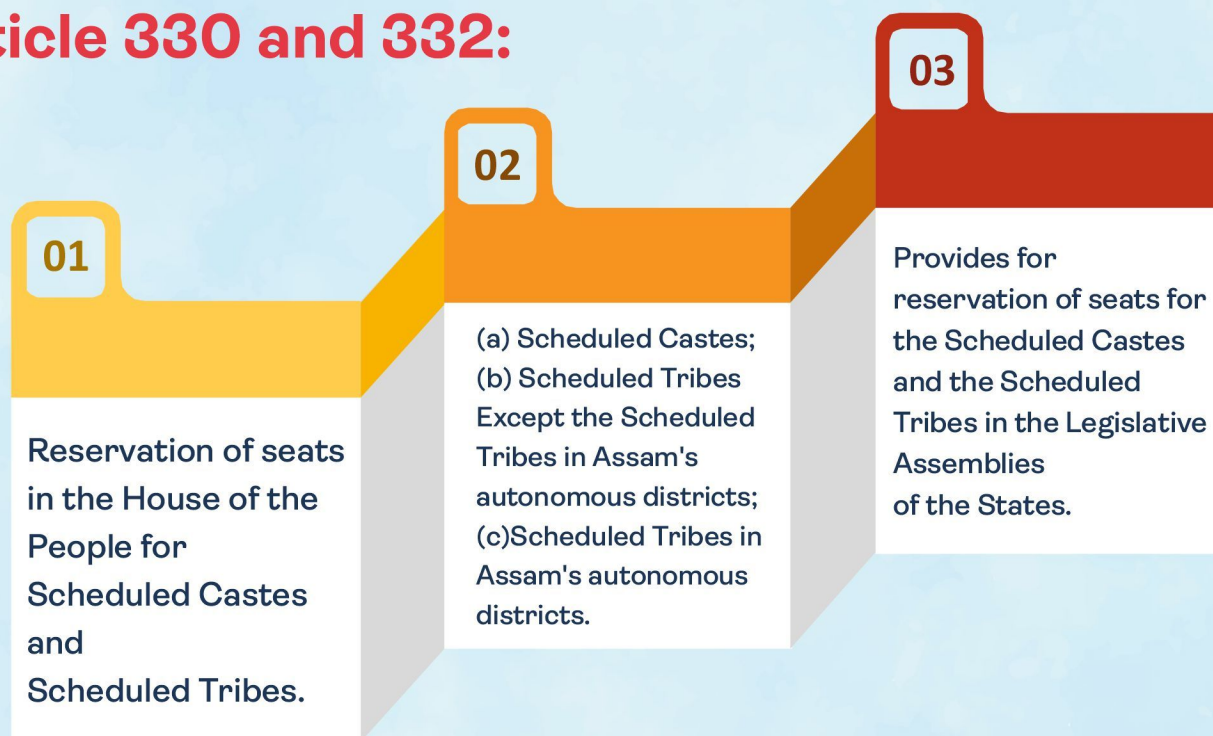 ticle 330 and 332:
01
Reservation of seats
in the House of the
People for
Scheduled Castes
and
Scheduled Tribes.
02
(a) Scheduled Castes;
(b) Scheduled Tribes
Except the Scheduled
Tribes in Assam's
autonomous districts;
(c)Scheduled Tribes in
Assam's autonomous
districts.
03
Provides for
reservation of seats for
the Scheduled Castes
and the Scheduled
Tribes in the Legislative
Assemblies
of the States.